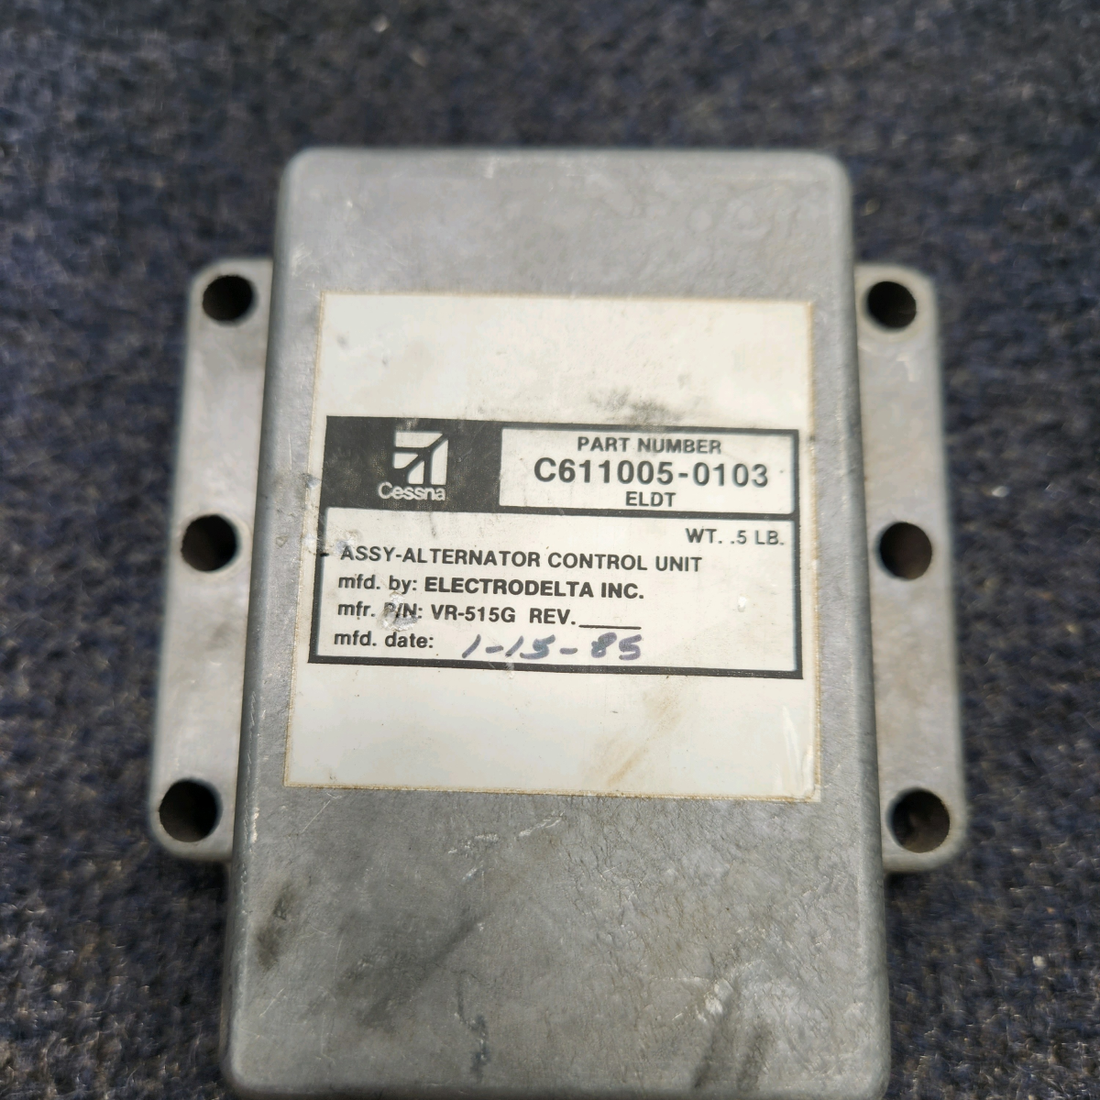 Cessna
PART NUMBER
C611005-0103
ELDT
WT. .5 LB.
ASSY-ALTERNATOR CONTROL UNIT
mfd. by: ELECTRODELTA INC.
mfr. P/N: VR-515G REV.____
mfd. date: 1-15-85